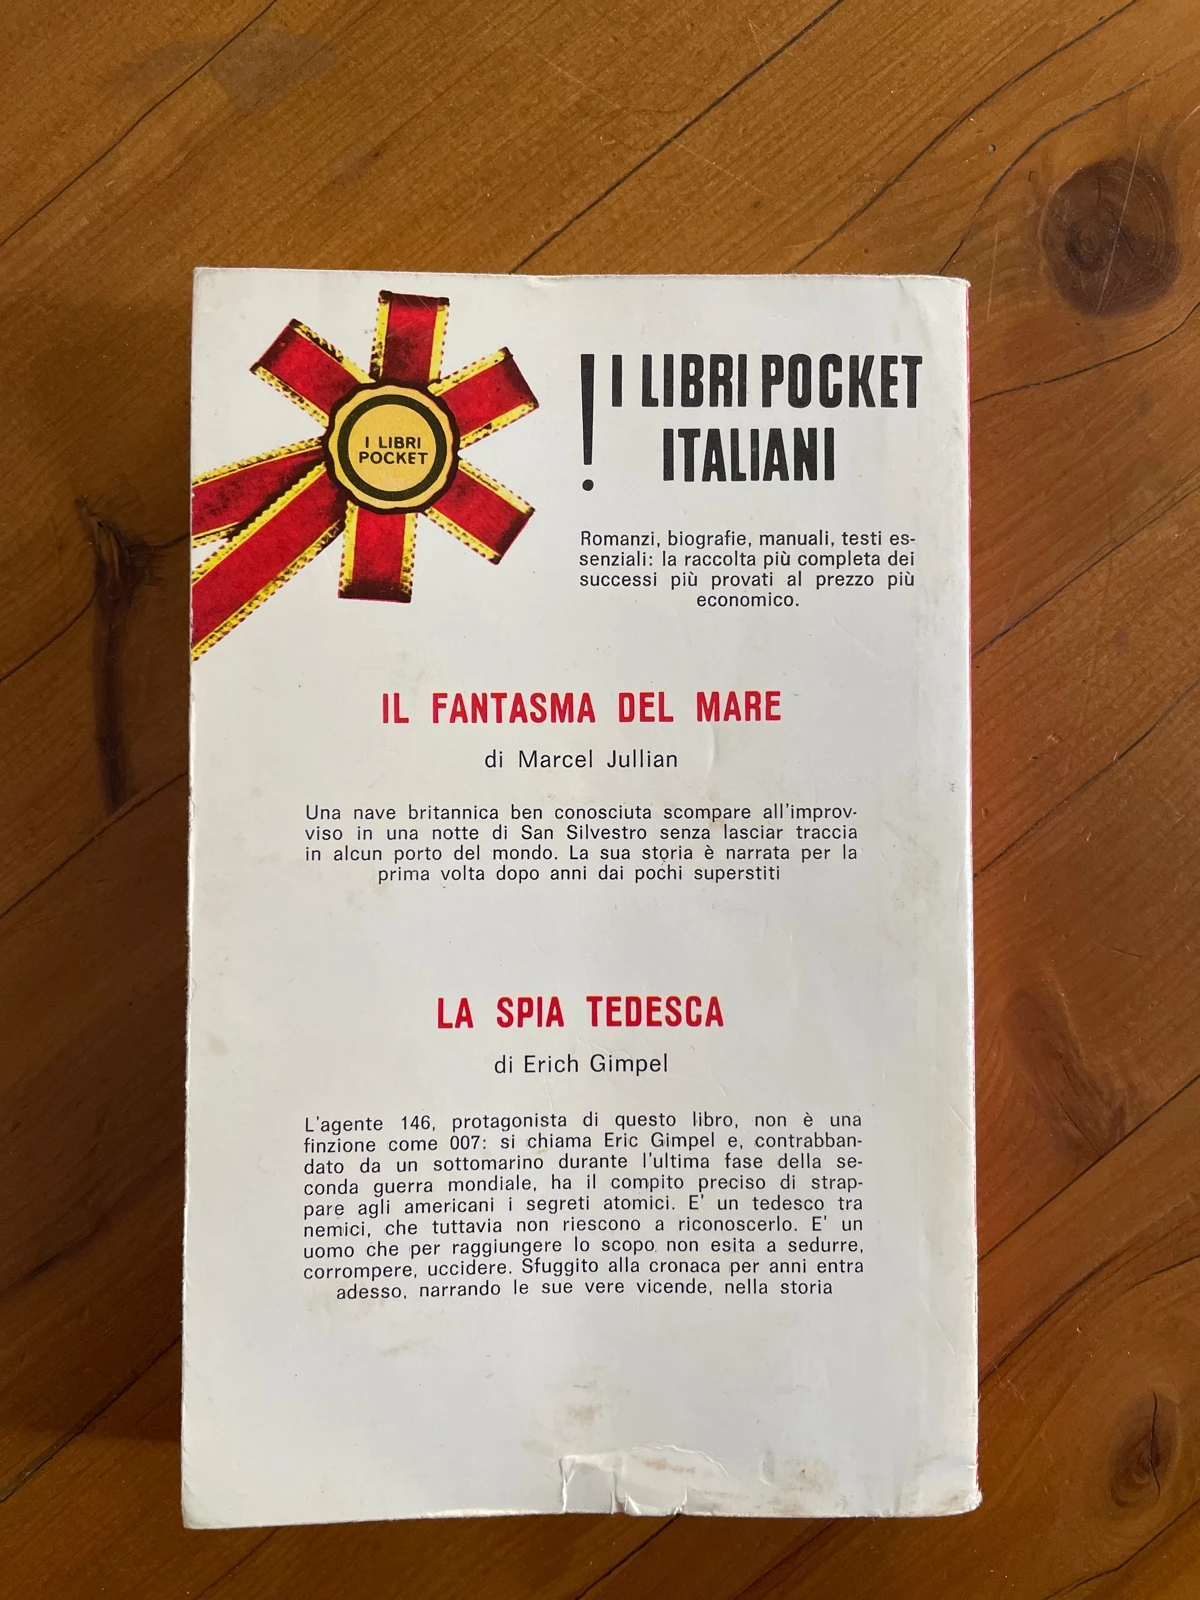 I LIBRI
POCKET
! I LIBRI POCKET
ITALIANI
Romanzi, biografie, manuali, testi es-
senziali: la raccolta più completa dei
successi più provati al prezzo più
economico.
IL FANTASMA DEL MARE
di Marcel Jullian
Una nave britannica ben conosciuta scompare all'improv-
viso in una notte di San Silvestro senza lasciar traccia
in alcun porto del mondo. La sua storia è narrata per la
prima volta dopo anni dai pochi superstiti
LA SPIA TEDESCA
di Erich Gimpel
L'agente 146, protagonista di questo libro, non è una
finzione come 007: si chiama Eric Gimpel e, contrabban-
dato da un sottomarino durante l'ultima fase della se-
conda guerra mondiale, ha il compito preciso di strap-
pare agli americani i segreti atomici. E' un tedesco tra
nemici, che tuttavia non riescono a riconoscerlo. E' un
uomo che per raggiungere lo scopo non esita a sedurre,
corrompere, uccidere. Sfuggito alla cronaca per anni entra
adesso, narrando le sue vere vicende, nella storia